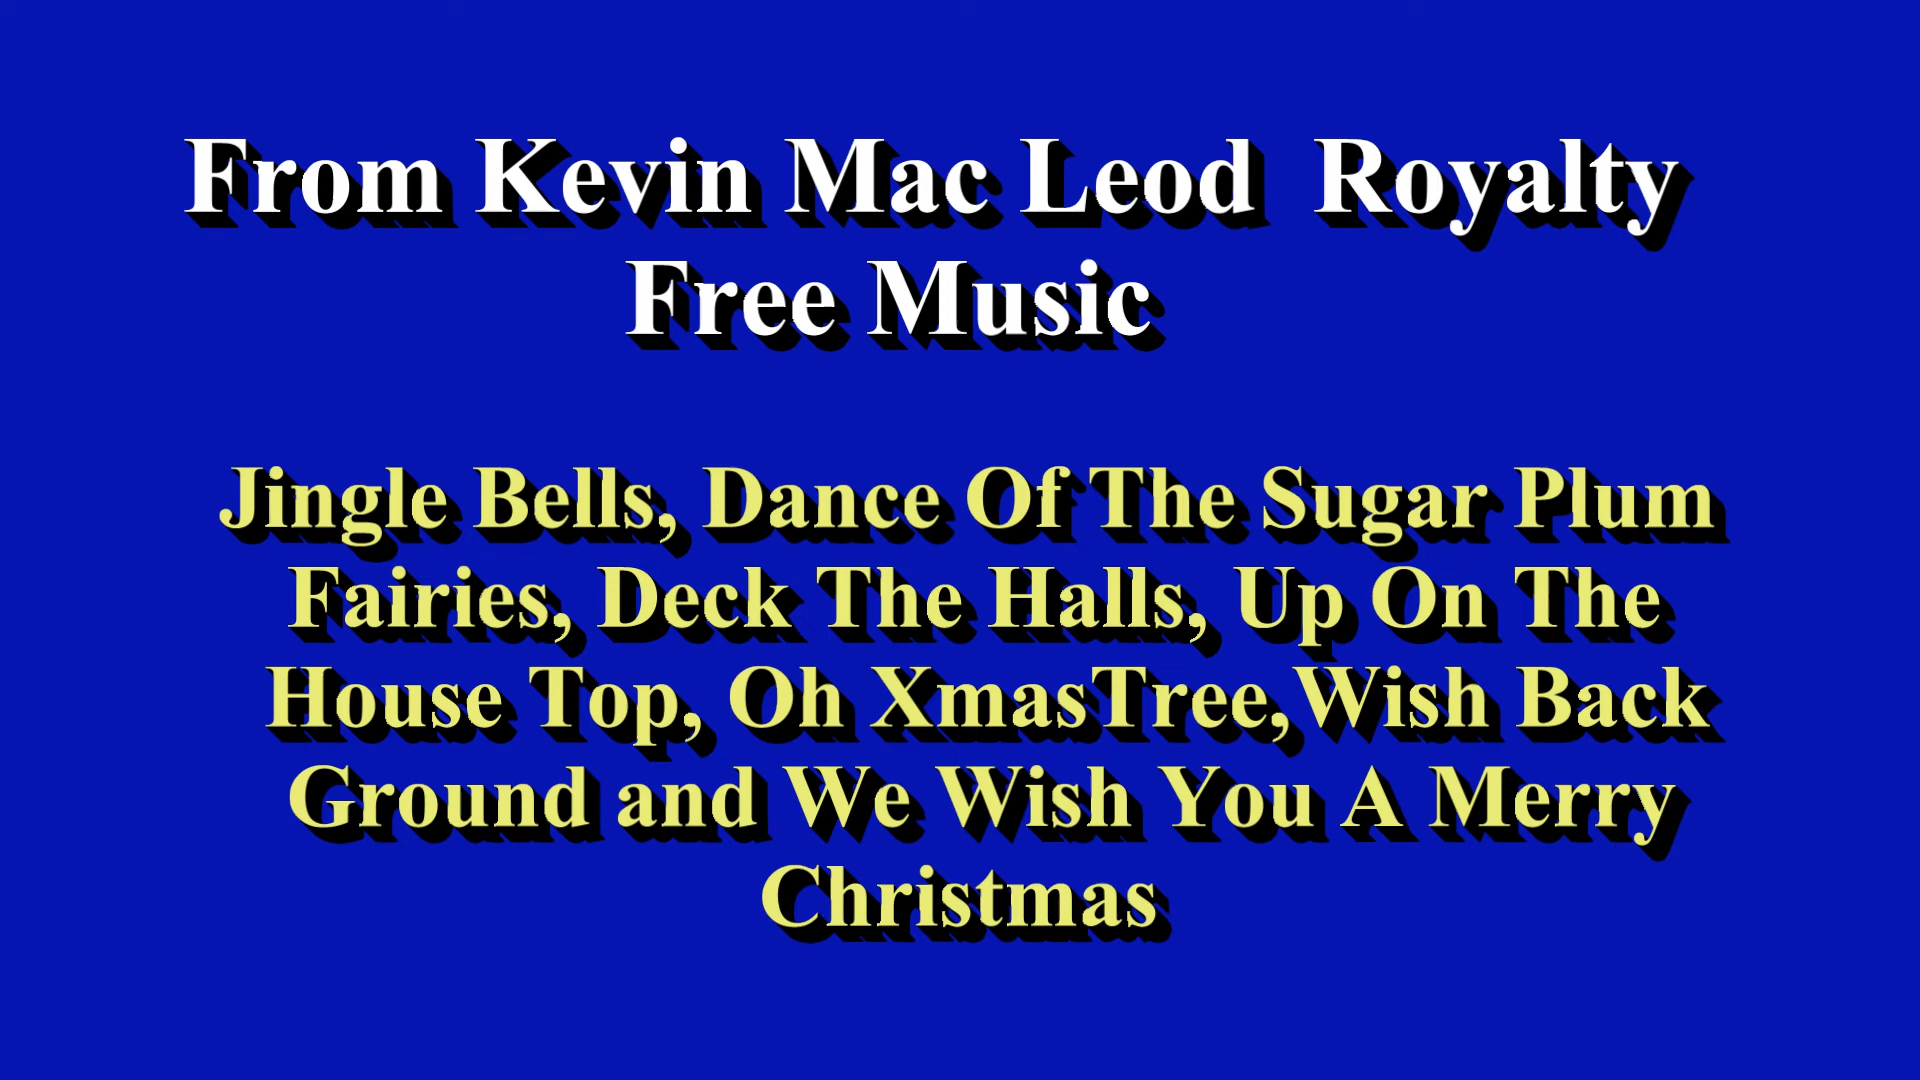 From Kevin Mac Leod  Royalty
Free Music
Jingle Bells, Dance Of The Sugar Plum
Fairies, Deck The Halls, Up On The
House Top, Oh XmasTree,Wish Back
Ground and We Wish You A Merry
Christmas